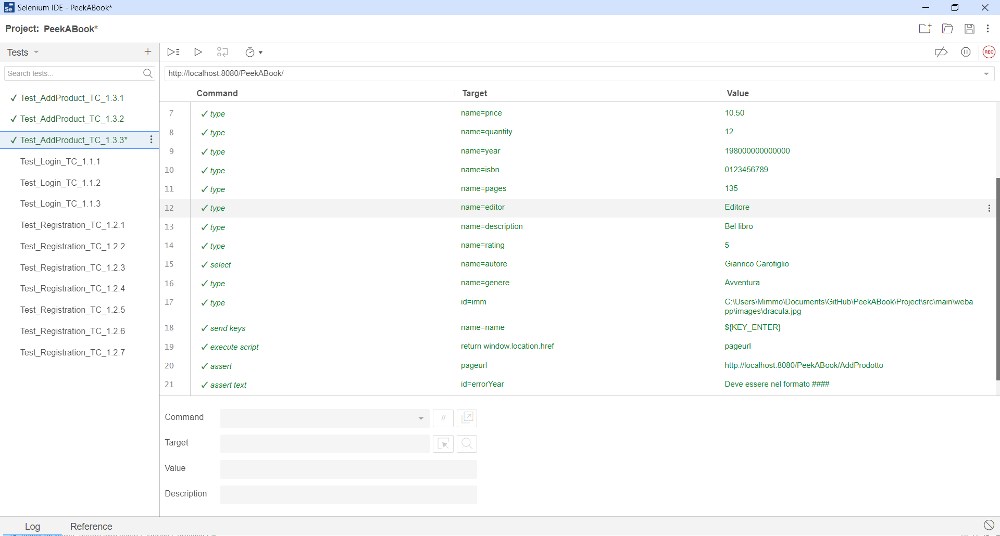 Selenium IDE - PeekABook*
Project: PeekABook*
Tests
Search tests...
✓ Test_AddProduct_TC_1.3.1
✓ Test_AddProduct_TC_1.3.2
✓ Test_AddProduct_TC_1.3.3*
Test_Login_TC_1.1.1
Test_Login_TC_1.1.2
Test_Login_TC_1.1.3
Test_Registration_TC_1.2.1
Test_Registration_TC_1.2.2
Test_Registration_TC_1.2.3
Test_Registration_TC_1.2.4
Test_Registration_TC_1.2.5
Test_Registration_TC_1.2.6
Test_Registration_TC_1.2.7
REC
http://localhost:8080/PeekABook/
Command Target Value
7 ✓ type name=price 10.50
8 ✓ type name=quantity 12
9 ✓ type name=year 198000000000000
10 ✓ type name=isbn 0123456789
11 ✓ type name=pages 135
12 ✓ type name=editor Editore
13 ✓ type name=description Bel libro
14 ✓ type name=rating 5
15 ✓ select name=autore Gianrico Carofiglio
16 ✓ type name=genere Avventura
17 ✓ type id=imm C:\Users\Mimmo\Documents\GitHub\PeekABook\Project\src\main\weba
pp\images\dracula.jpg
18 ✓ send keys name=name ${KEY_ENTER}
19 ✓ execute script return window.location.href pageurl
20 ✓ assert pageurl http://localhost:8080/PeekABook/AddProdotto
21 ✓ assert text id=errorYear Deve essere nel formato ####
Command //
Target
Value
Description
Log Reference